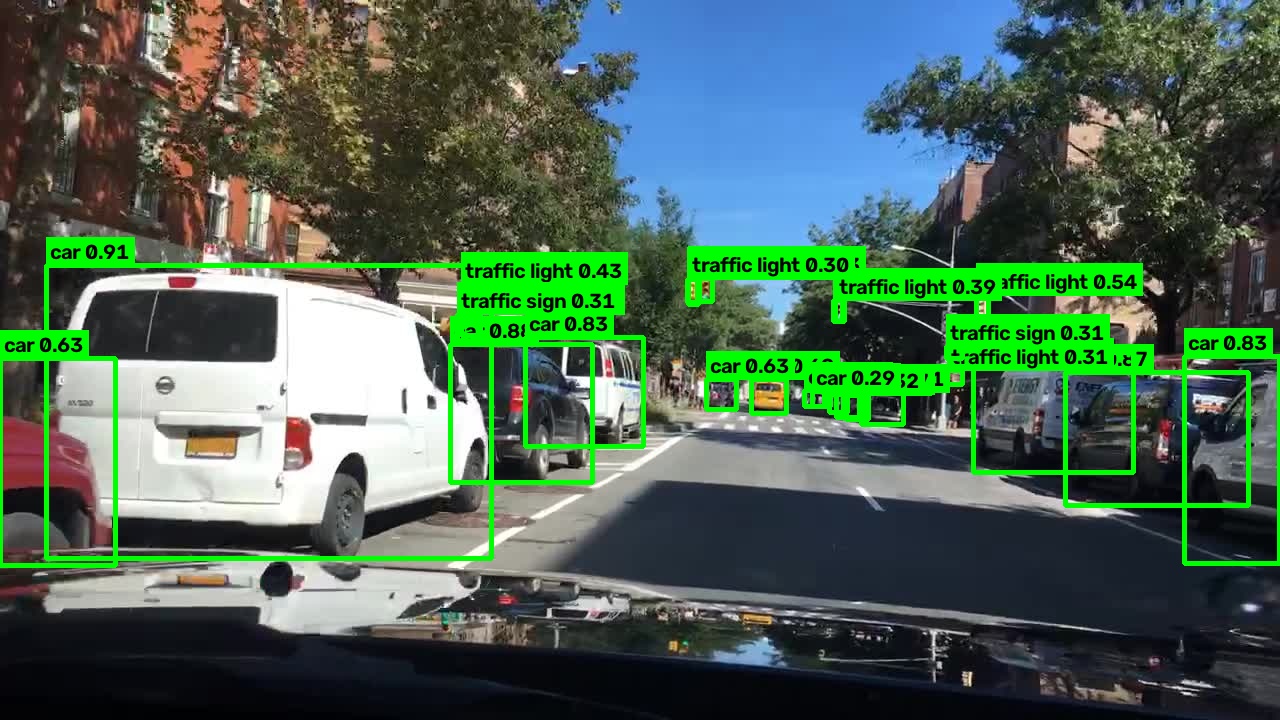 car 0.91
traffic light 0.43
traffic light 0.30
traffic light 0.54
traffic light 0.39
traffic sign 0.31
car 0.83
traffic sign 0.31
car 0.63
car 0.83
traffic light 0.31
car 0.63
car 0.29